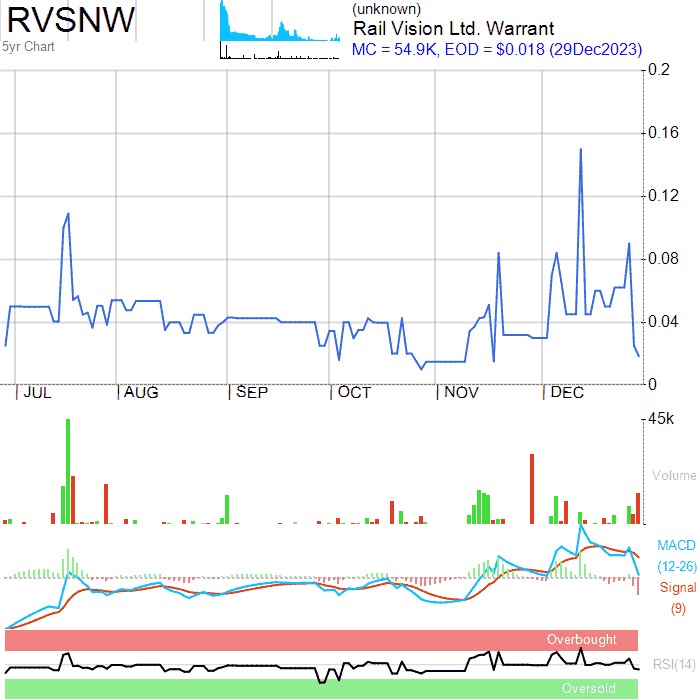 RVSNW
5yr Chart
(unknown)
Rail Vision Ltd. Warrant
MC = 54.9K, EOD = $0.018 (29Dec2023)
0.2
0.16
0.12
0.08
0.04
0
JUL AUG SEP OCT NOV DEC
45k
Volume
MACD
(12-26)
Signal
(9)
Overbought
RSI(14)
Oversold